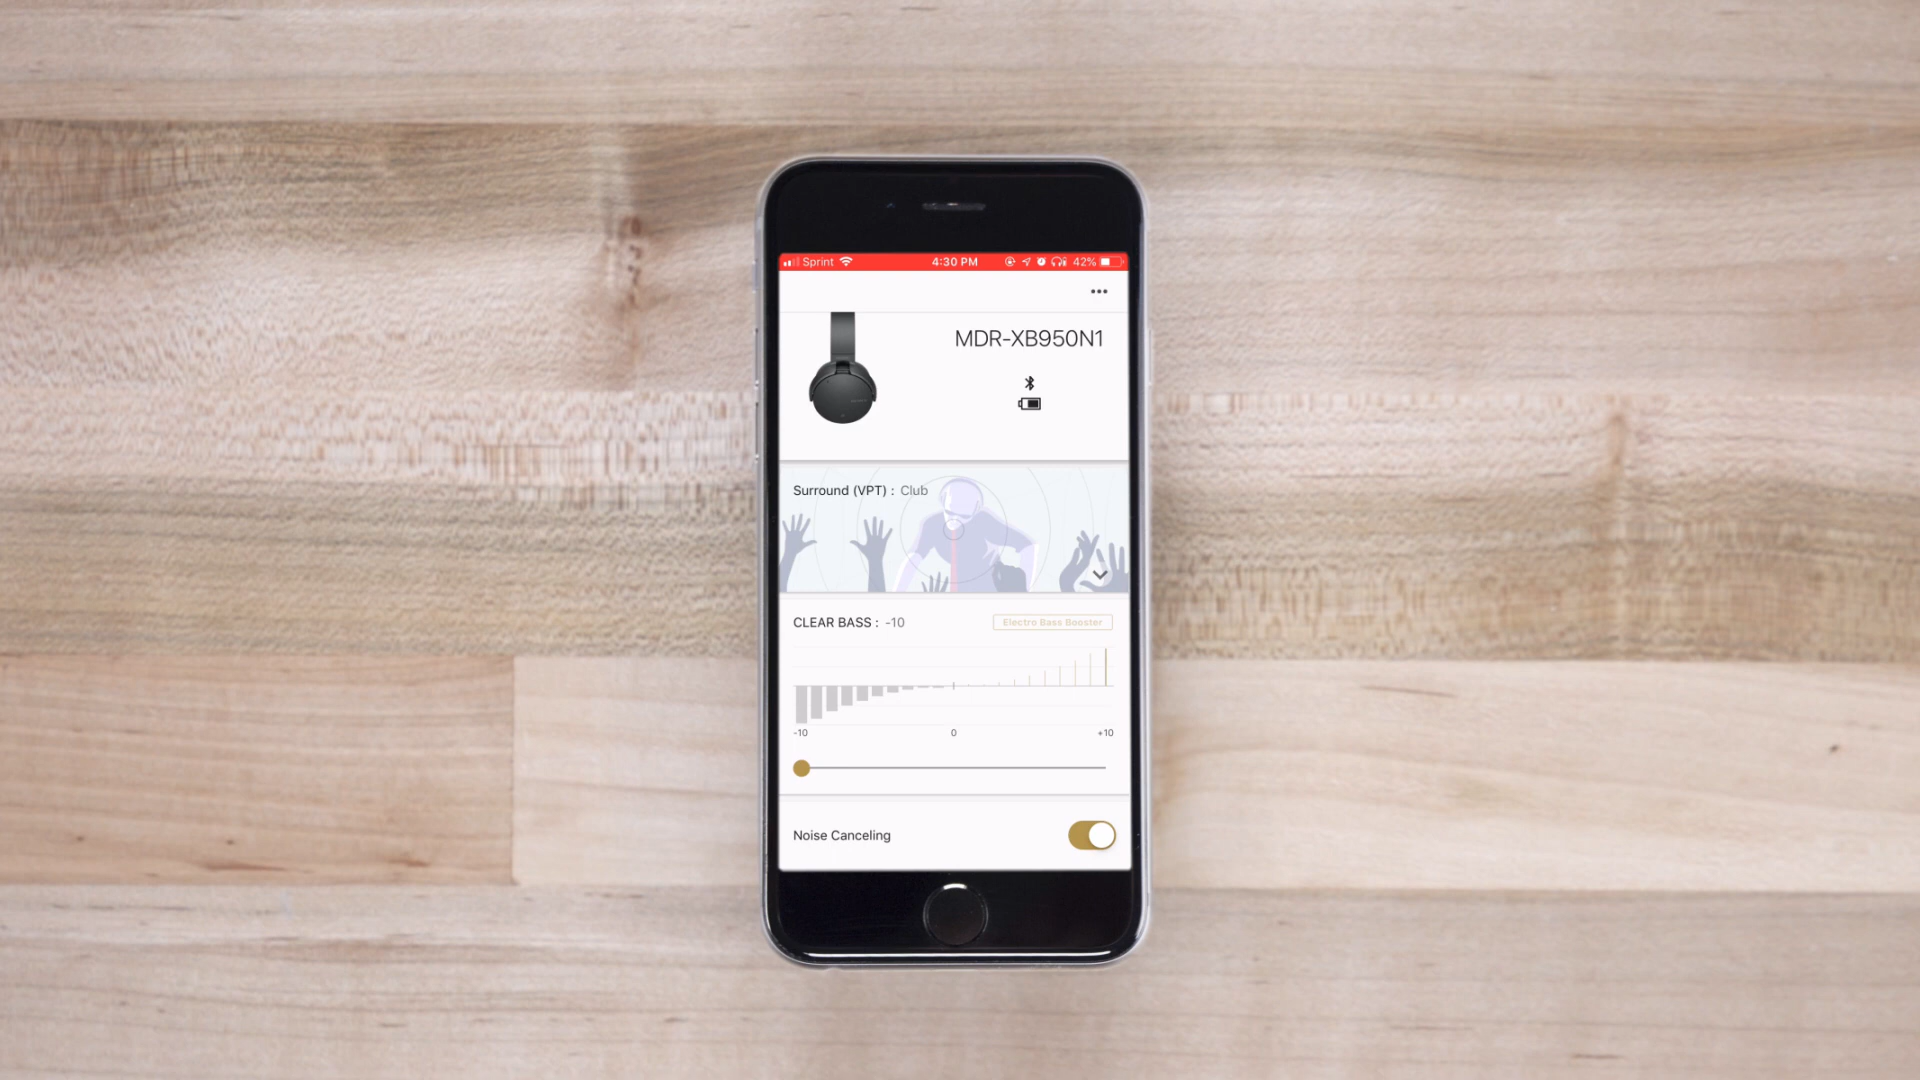 Sprint 4:30 PM 42%
MDR-XB950N1
Surround (VPT) : Club
CLEAR BASS : -10 Electro Bass Booster
-10 0 +10
Noise Canceling